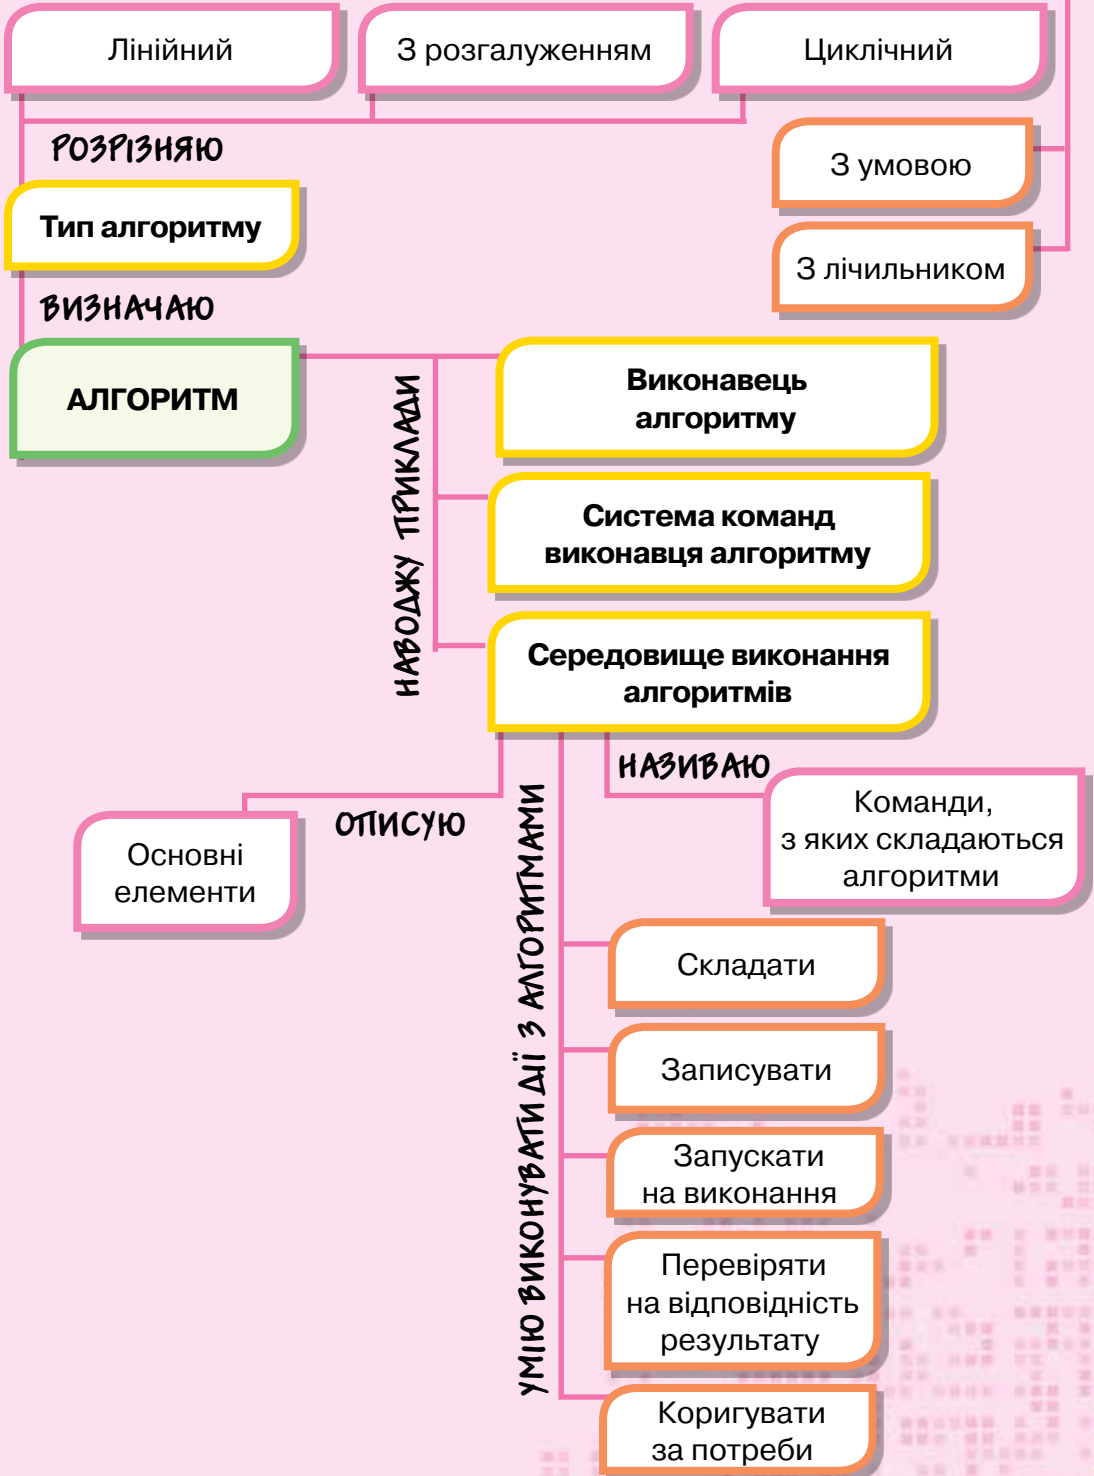 Лінійний
З розгалуженням
Циклічний
РОЗРІЗНЯЮ
З умовою
Тип алгоритму
З лічильником
ВИЗНАЧАЮ
АЛГОРИТМ
НАВОДЖУ ПРИКЛАДИ
Виконавець
алгоритму
Система команд
виконавця алгоритму
Середовище виконання
алгоритмів
НАЗИВАЮ
Команди,
з яких складаються
алгоритми
ОПИСУЮ
Основні
елементи
УМІЮ ВИКОНУВАТИ ДІЇ З АЛГОРИТМАМИ
Складати
Записувати
Запускати
на виконання
Перевіряти
на відповідність
результату
Коригувати
за потреби